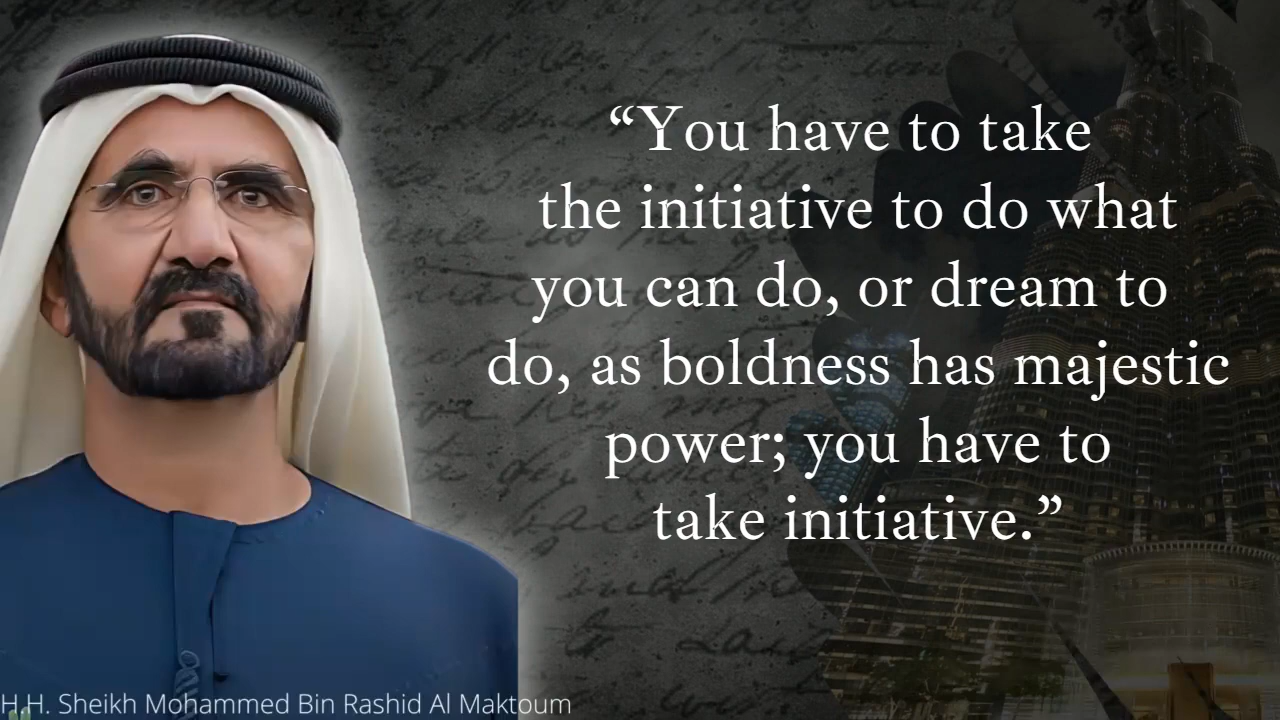 “You have to take
the initiative to do what
you can do, or dream to
do, as boldness has majestic
power; you have to
take initiative.”
H.H. Sheikh Mohammed Bin Rashid Al Maktoum